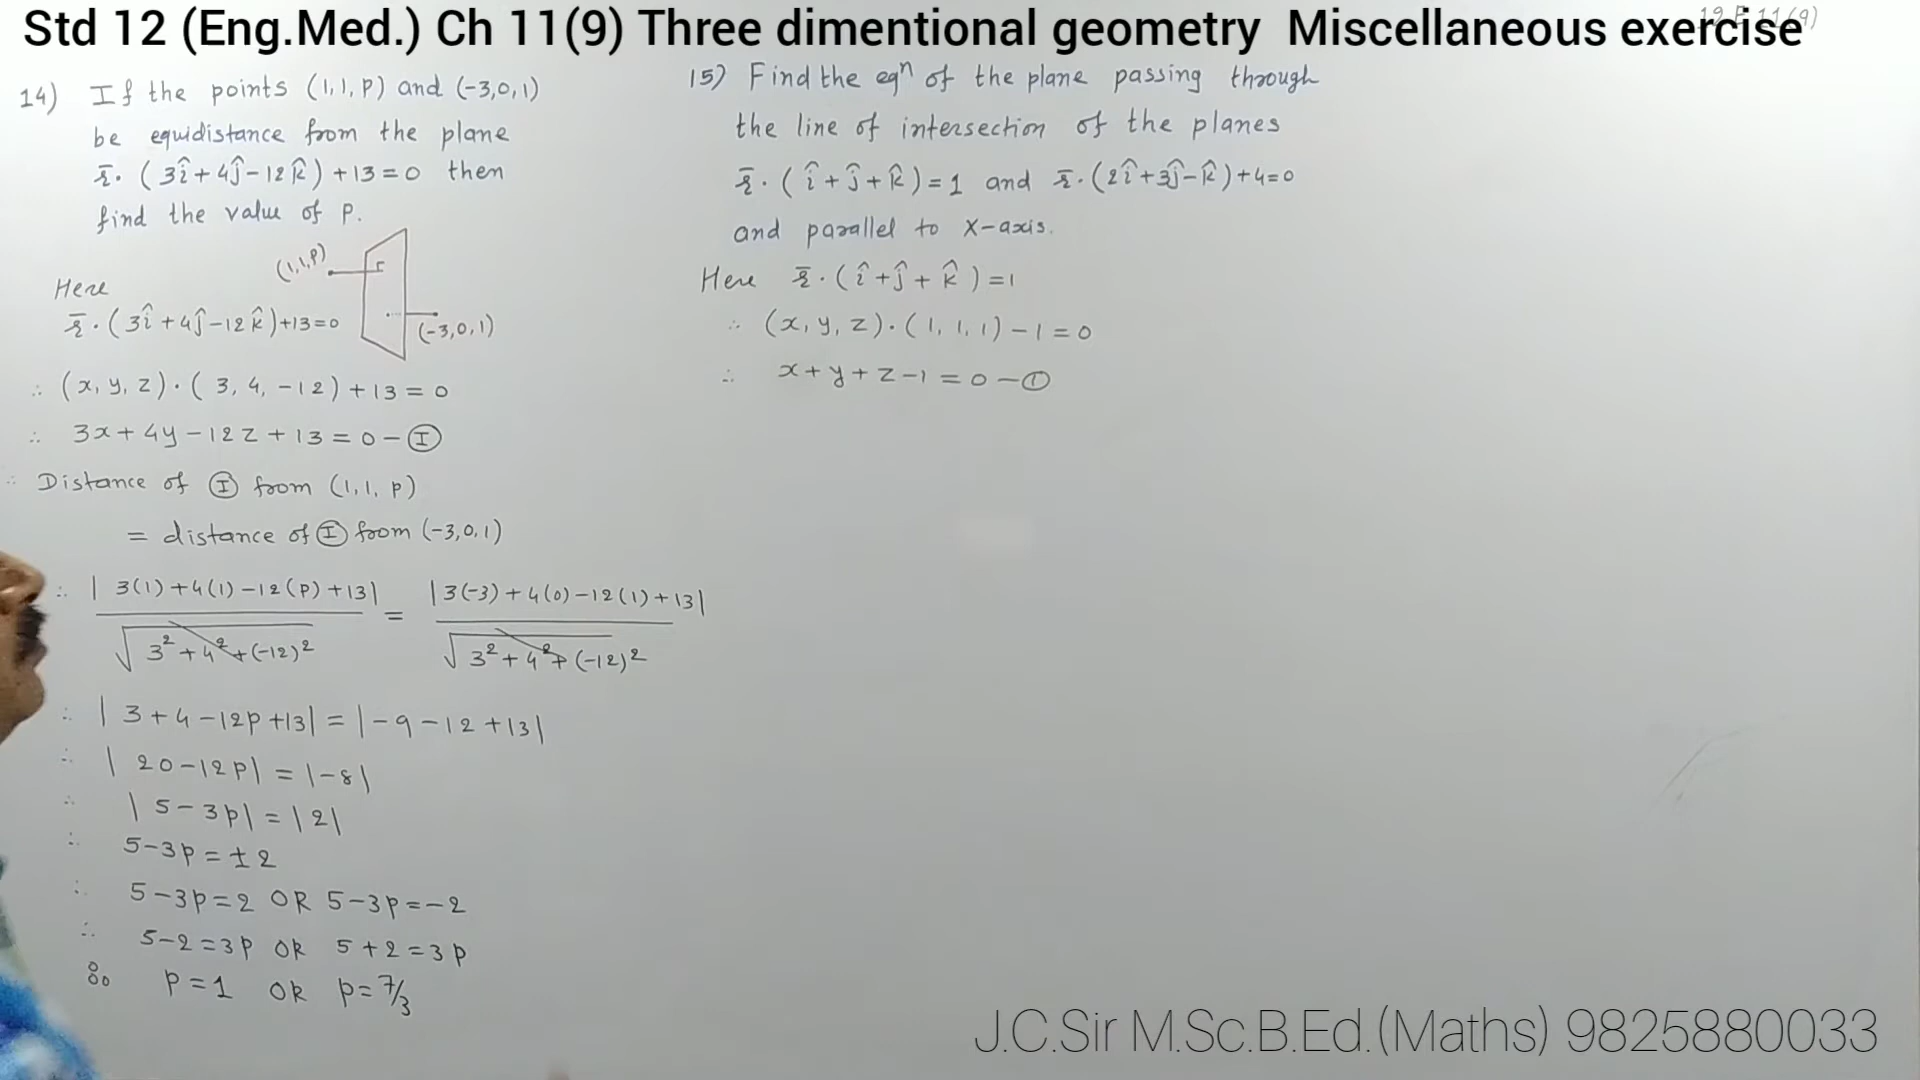 Std 12 (Eng.Med.) Ch 11(9) Three dimentional geometry Miscellaneous exercise
14) If the points (1, 1, P) and (-3, 0, 1)
be equidistance from the plane
r̄. (3î + 4ĵ - 12k̂) + 13 = 0 then
find the value of P.
(1, 1, P)
(-3, 0, 1)
Here
r̄. (3î + 4ĵ - 12k̂) + 13 = 0
∴ (x, y, z) · (3, 4, -12) + 13 = 0
∴ 3x + 4y - 12z + 13 = 0 - Ⓘ
∴ Distance of Ⓘ from (1, 1, p)
= distance of Ⓘ from (-3, 0, 1)
∴ |3(1) + 4(1) - 12(p) + 13| / √(3² + 4² + (-12)²) = |3(-3) + 4(0) - 12(1) + 13| / √(3² + 4² + (-12)²)
∴ |3 + 4 - 12p + 13| = |-9 - 12 + 13|
∴ |20 - 12p| = |-8|
∴ |5 - 3p| = |2|
∴ 5 - 3p = ± 2
∴ 5 - 3p = 2 OR 5 - 3p = -2
∴ 5 - 2 = 3p OR 5 + 2 = 3p
So p = 1 OR p = 7/3
15) Find the eqⁿ of the plane passing through
the line of intersection of the planes
r̄. (î + ĵ + k̂) = 1 and r̄. (2î + 3ĵ - k̂) + 4 = 0
and parallel to X-axis.
Here r̄. (î + ĵ + k̂) = 1
∴ (x, y, z) · (1, 1, 1) - 1 = 0
∴ x + y + z - 1 = 0 - ①
J.C.Sir M.Sc.B.Ed.(Maths) 9825880033